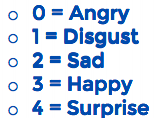 0 = Angry
1 = Disgust
2 = Sad
3 = Happy
4 = Surprise